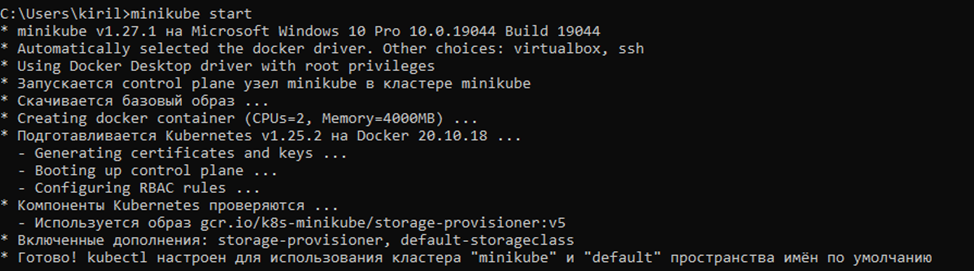 C:\Users\kiril>minikube start
* minikube v1.27.1 на Microsoft Windows 10 Pro 10.0.19044 Build 19044
* Automatically selected the docker driver. Other choices: virtualbox, ssh
* Using Docker Desktop driver with root privileges
* Запускается control plane узел minikube в кластере minikube
* Скачивается базовый образ ...
* Creating docker container (CPUs=2, Memory=4000MB) ...
* Подготавливается Kubernetes v1.25.2 на Docker 20.10.18 ...
  - Generating certificates and keys ...
  - Booting up control plane ...
  - Configuring RBAC rules ...
* Компоненты Kubernetes проверяются ...
  - Используется образ gcr.io/k8s-minikube/storage-provisioner:v5
* Включенные дополнения: storage-provisioner, default-storageclass
* Готово! kubectl настроен для использования кластера "minikube" и "default" пространства имён по умолчанию